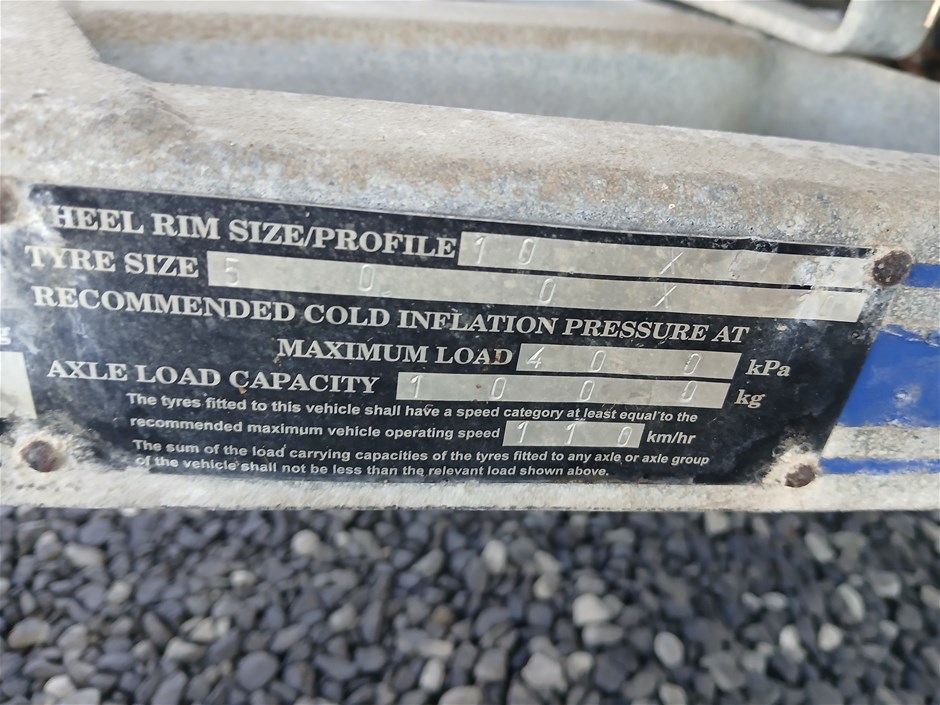 HEEL RIM SIZE/PROFILE 10 X
TYRE SIZE 5 0 0 X
RECOMMENDED COLD INFLATION PRESSURE AT
MAXIMUM LOAD 400 kPa
AXLE LOAD CAPACITY 1000 kg
The tyres fitted to this vehicle shall have a speed category at least equal to the
recommended maximum vehicle operating speed 110 km/hr
The sum of the load carrying capacities of the tyres fitted to any axle or axle group
of the vehicle shall not be less than the relevant load shown above.